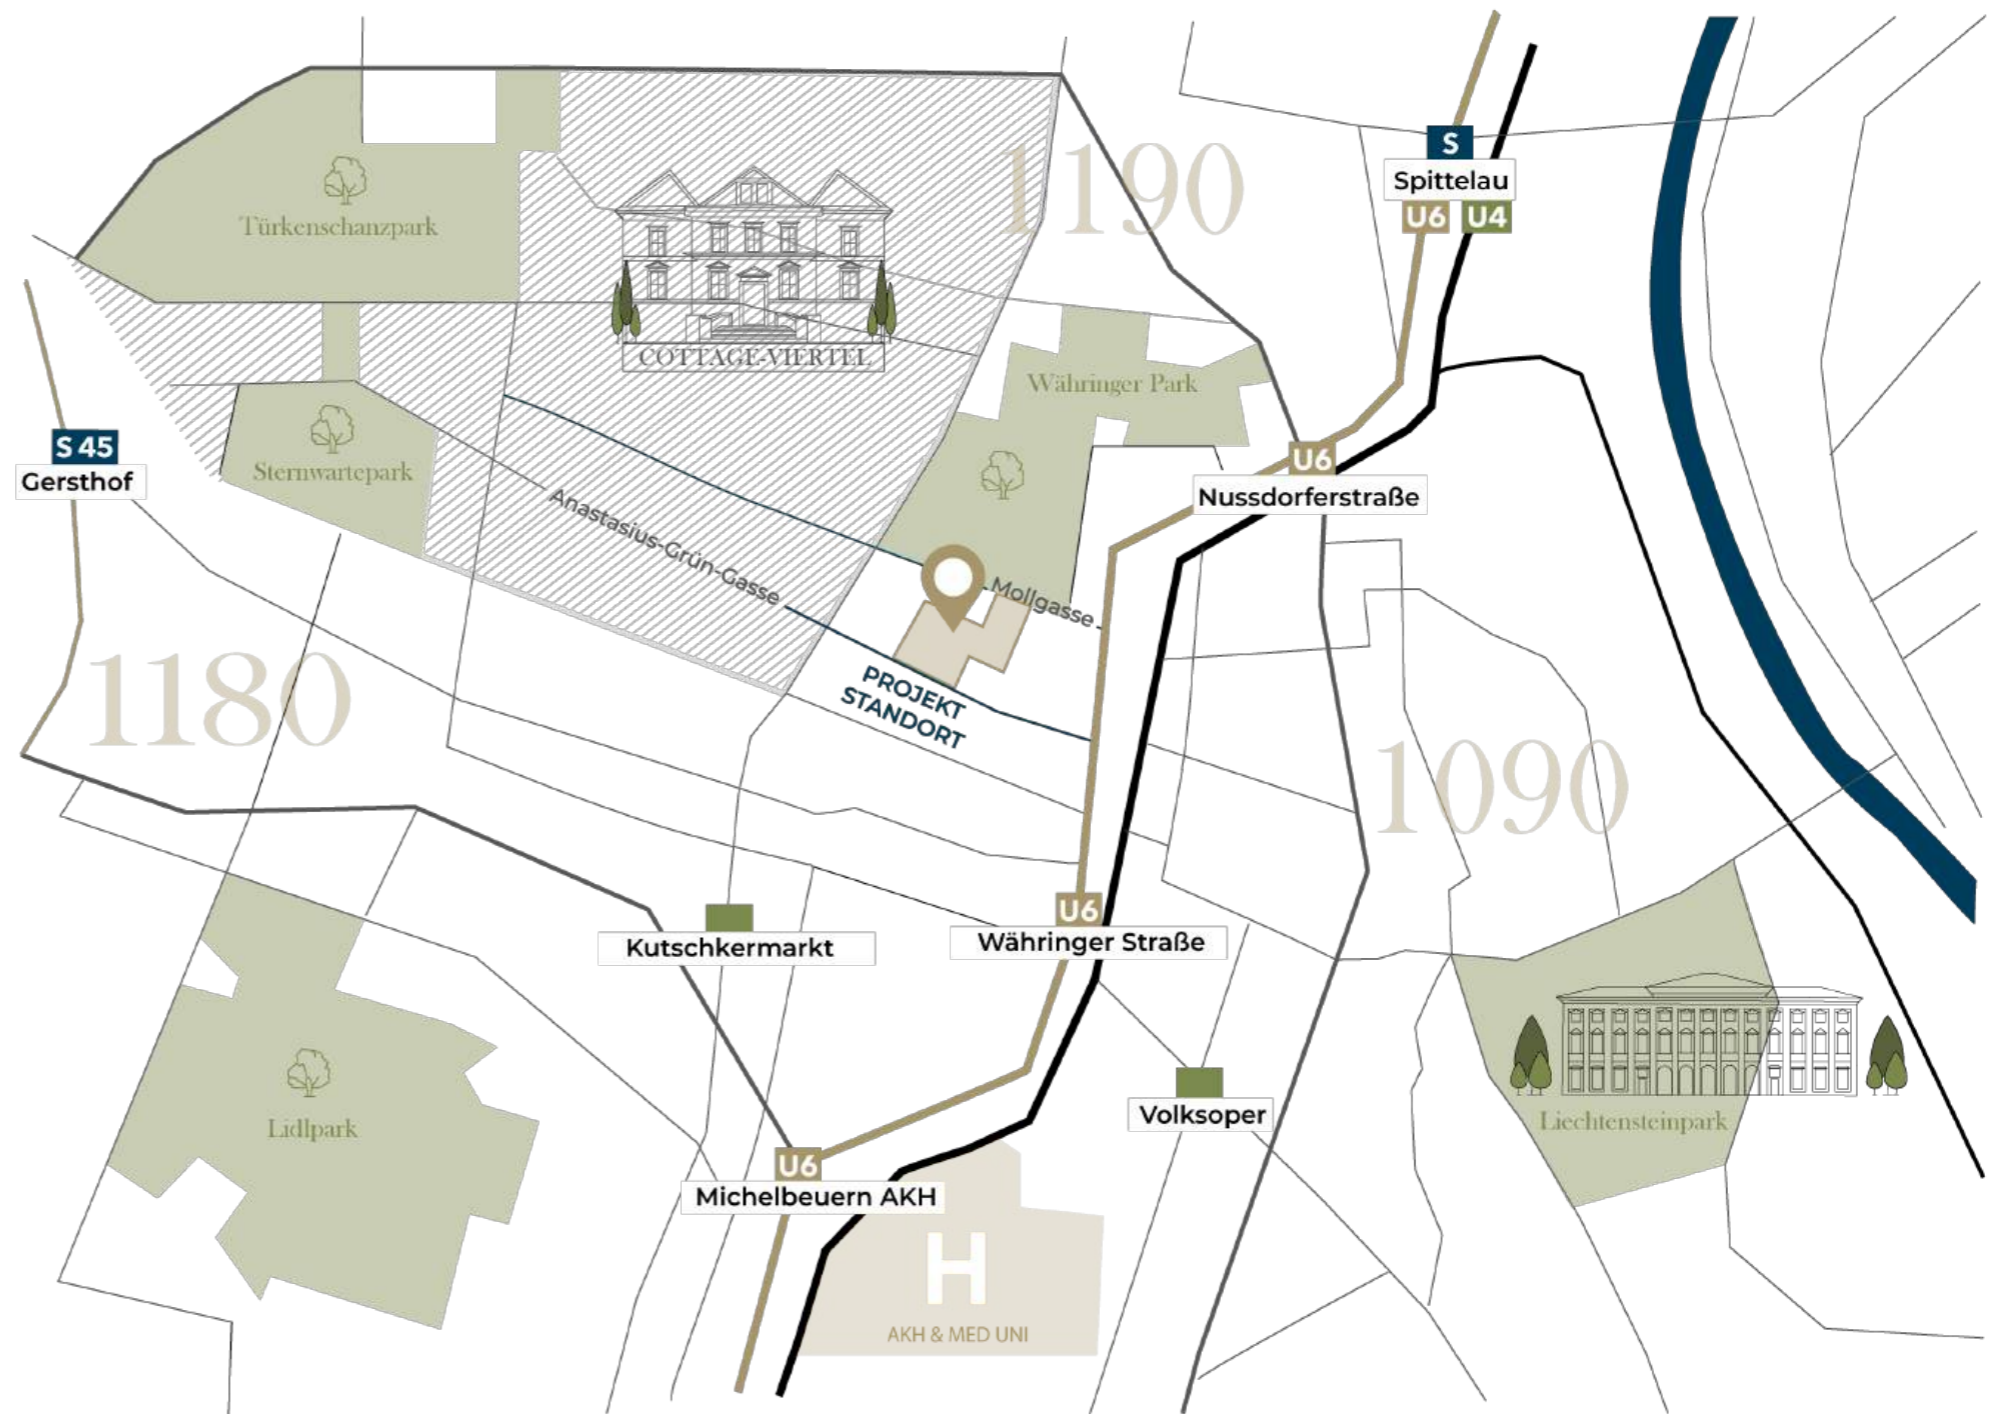 S
Spittelau
U6 U4
1190
Türkenschanzpark
COTTAGE-VIERTEL
Währinger Park
S 45
Gersthof
Sternwartepark
U6
Nussdorferstraße
Anastasius-Grün-Gasse
Mollgasse
PROJEKT
STANDORT
1180
1090
U6
Währinger Straße
Kutschkermarkt
Volksoper
Lidlpark
Liechtensteinpark
U6
Michelbeuern AKH
H
AKH & MED UNI